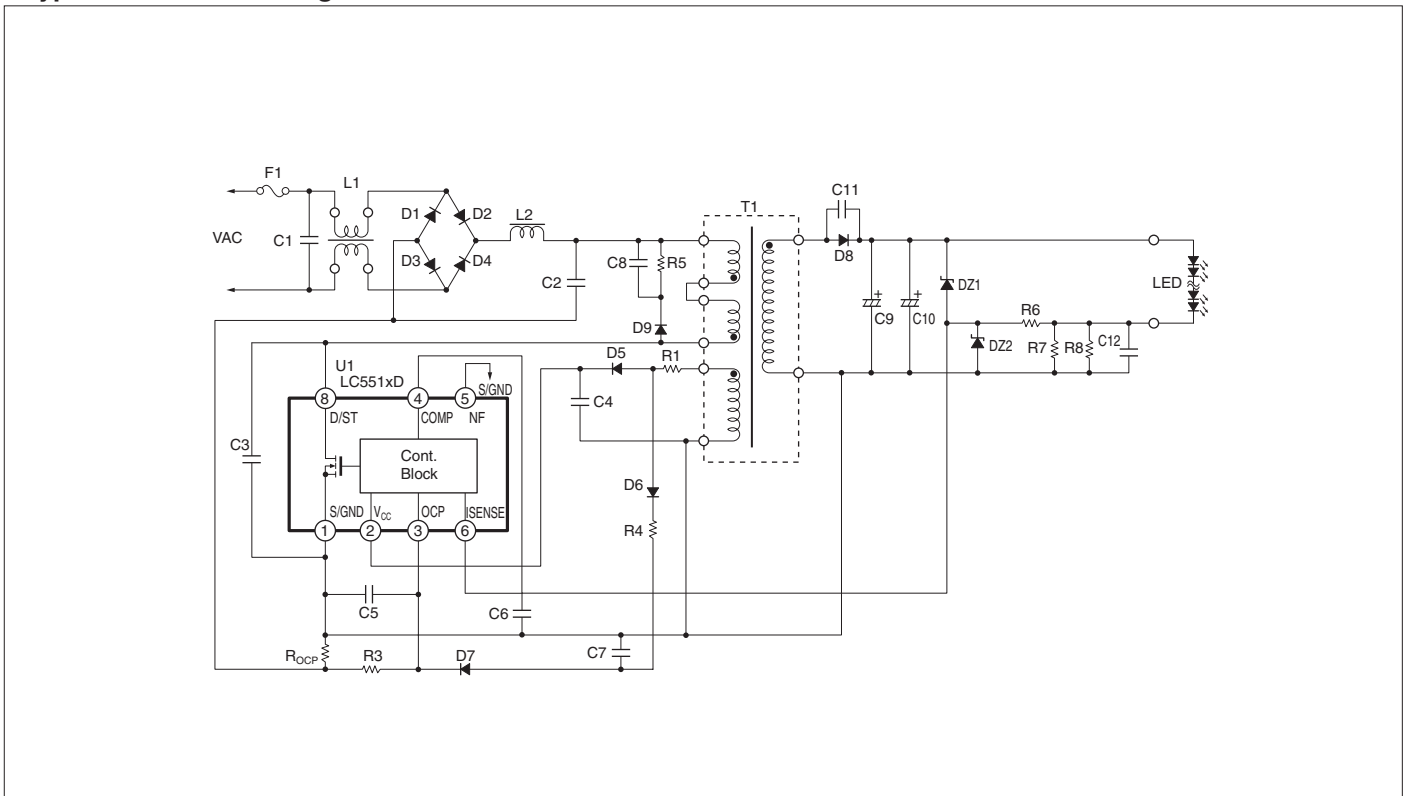 F1
L1
C11
T1
D1
D2
L2
VAC
C1
D8
D3
D4
C8
R5
C2
LED
DZ1
+
+
C9
C10
R6
D9
DZ2
R7
R8
C12
D5
R1
U1
LC551xD
S/GND
8
4
5
D/ST
COMP
NF
C4
C3
Cont.
Block
D6
S/GND
VCC
OCP
ISENSE
1
2
3
6
R4
C5
C6
ROCP
R3
D7
C7